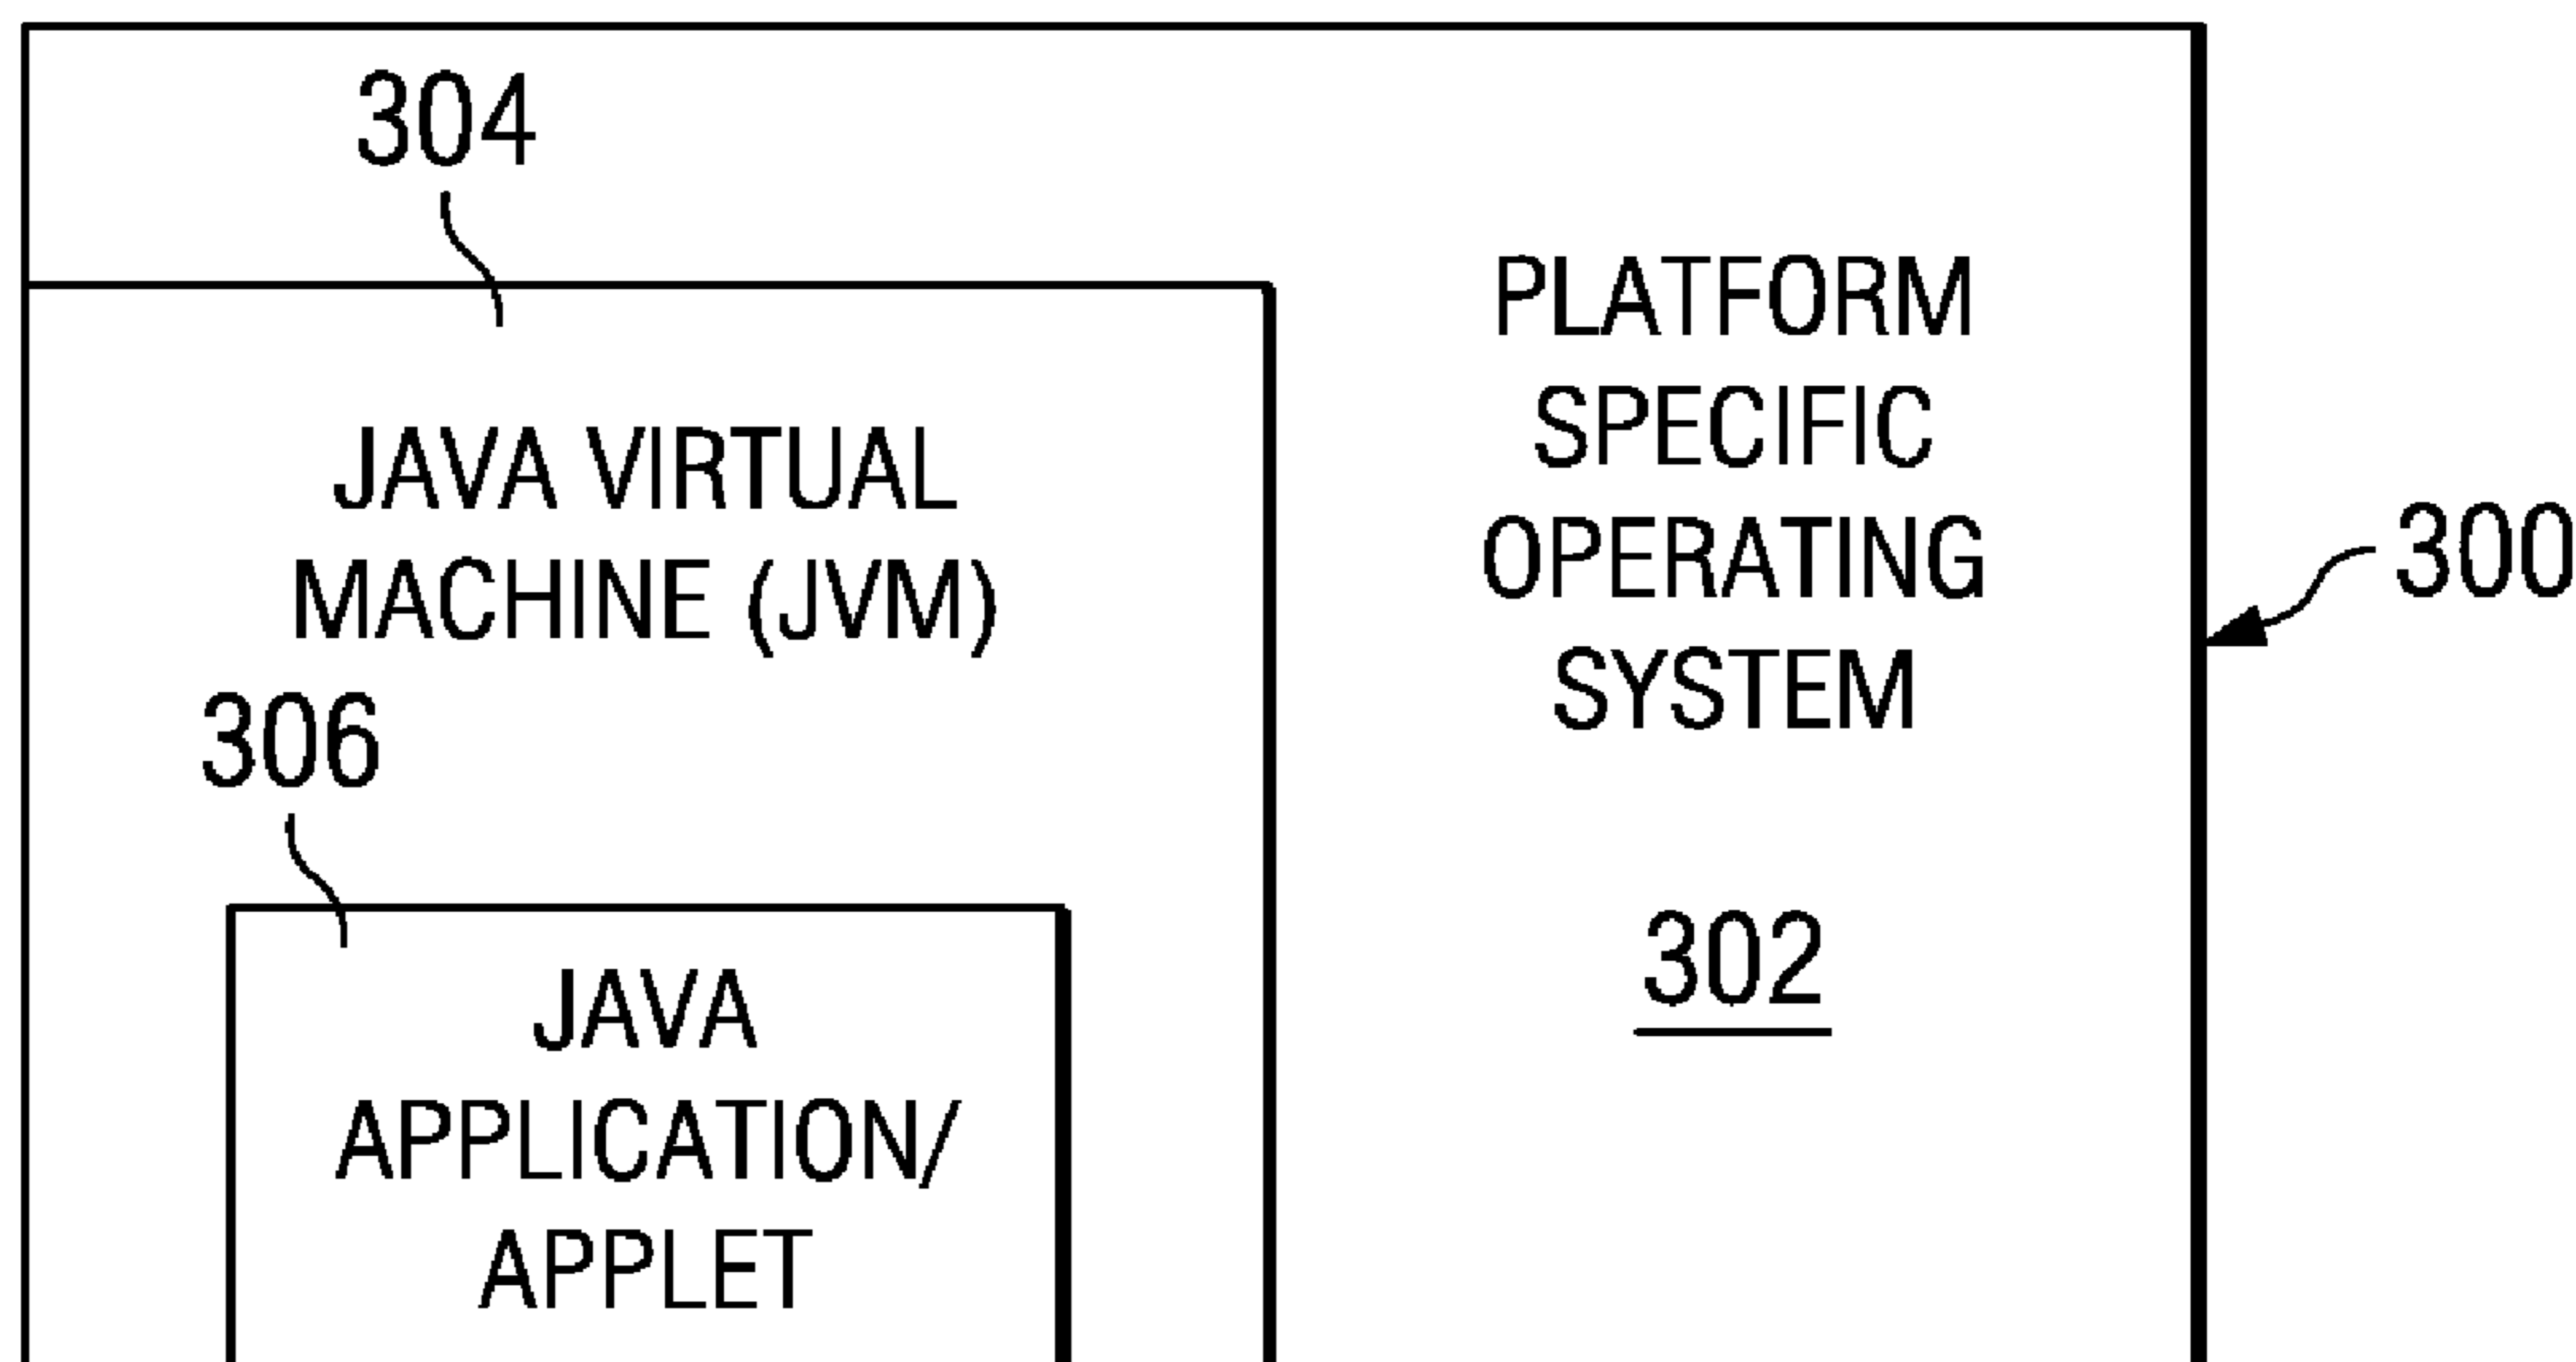 304
JAVA VIRTUAL
MACHINE (JVM)
306
JAVA
APPLICATION/
APPLET
PLATFORM
SPECIFIC
OPERATING
SYSTEM
302
300